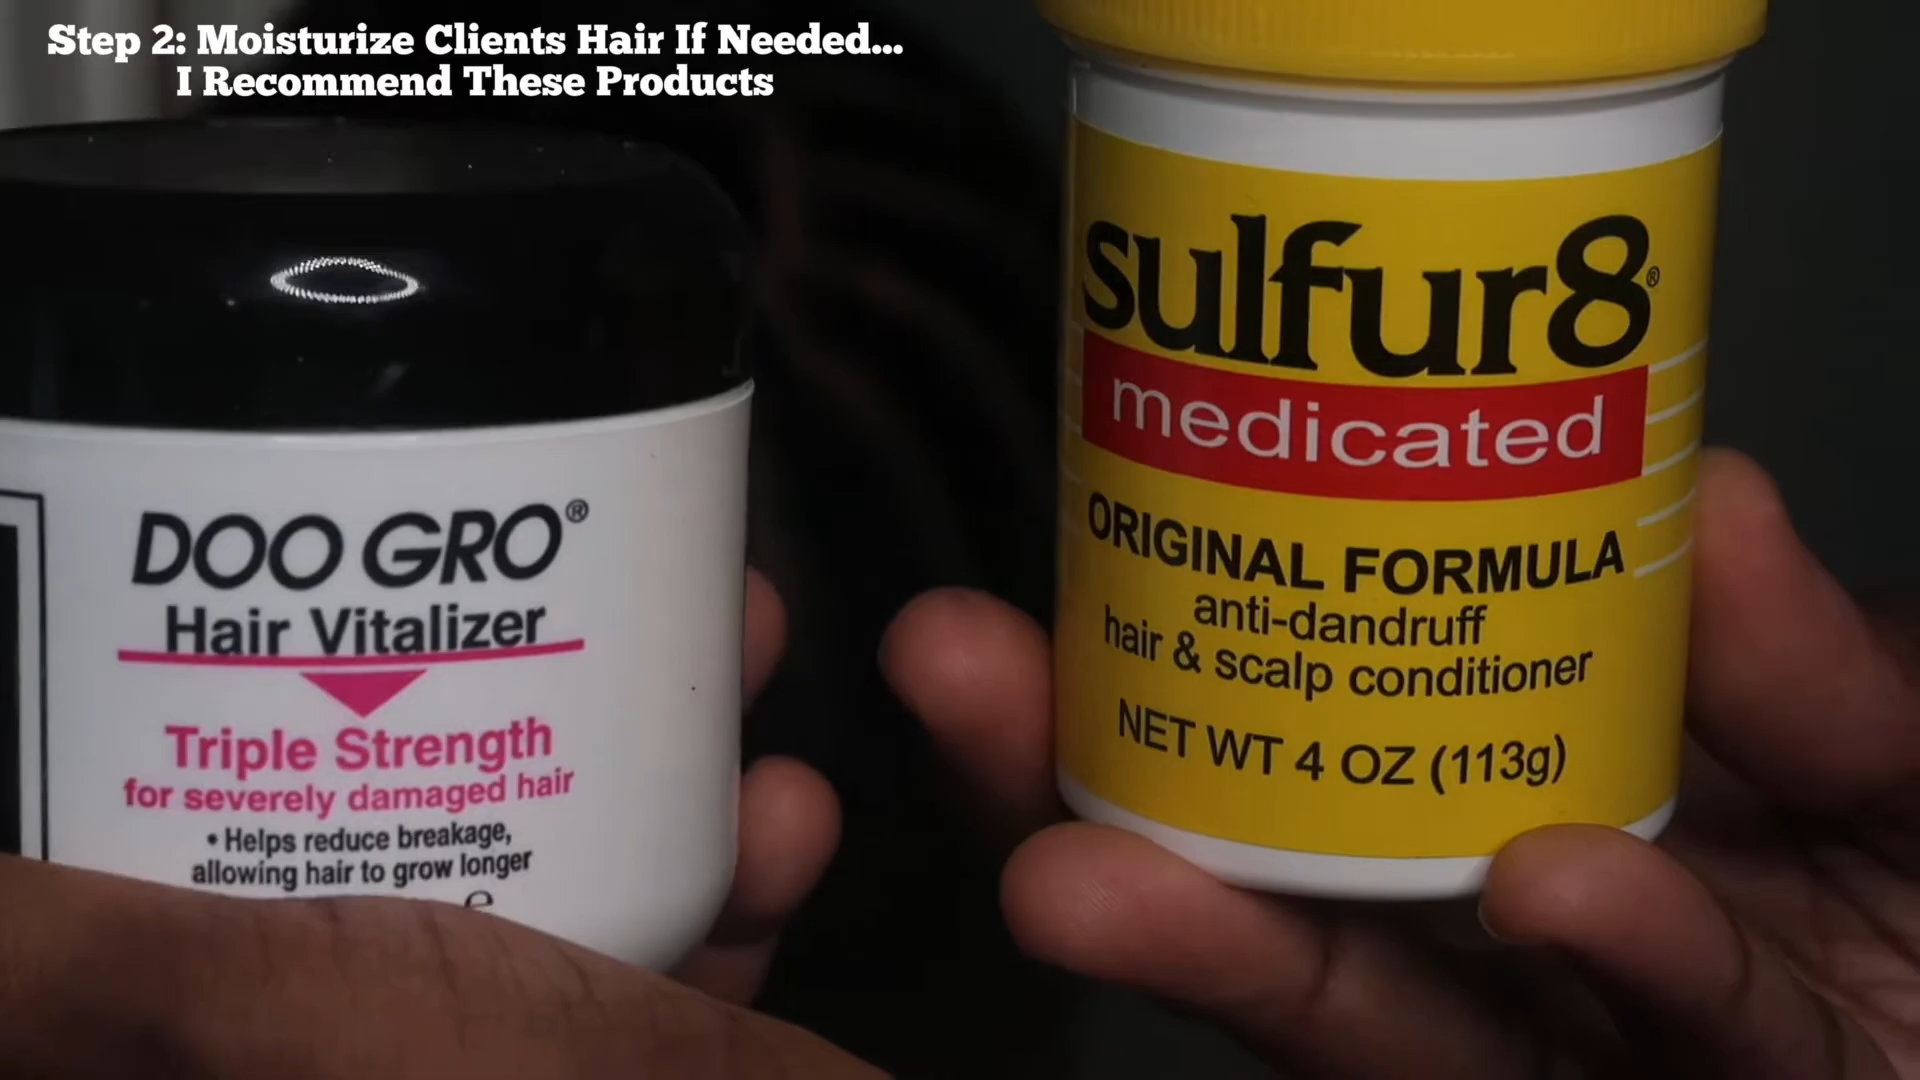 Step 2: Moisturize Clients Hair If Needed...
I Recommend These Products
DOO GRO®
Hair Vitalizer
Triple Strength
for severely damaged hair
• Helps reduce breakage,
allowing hair to grow longer
e
sulfur8®
medicated
ORIGINAL FORMULA
anti-dandruff
hair & scalp conditioner
NET WT 4 OZ (113g)